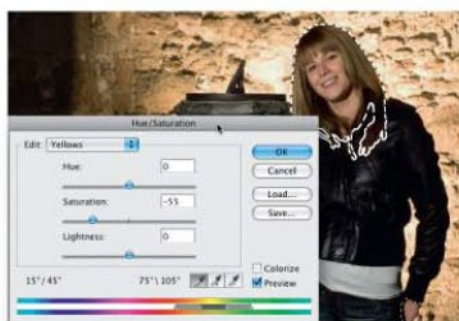 Hue/Saturation
Edit: Yellows
OK
Hue: 0
Cancel
Saturation: -55
Load...
Save...
Lightness: 0
Colorize
15°/45° 75°\105° Preview